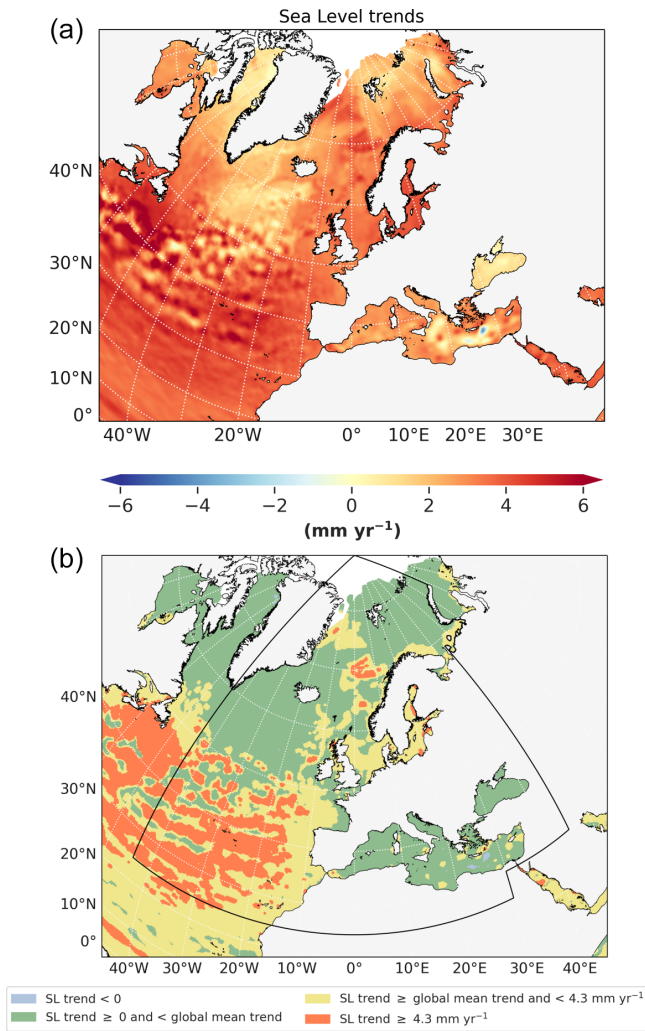 Sea Level trends
(a)
40°N
30°N
20°N
10°N
0°
40°W 20°W 0° 10°E 20°E 30°E
−6 −4 −2 0 2 4 6
(mm yr⁻¹)
(b)
40°N
30°N
20°N
10°N
0°
40°W 30°W 20°W 10°W 0° 10°E 20°E 30°E
SL trend < 0
SL trend ≥ 0 and < global mean trend
SL trend ≥ global mean trend and < 4.3 mm yr⁻¹
SL trend ≥ 4.3 mm yr⁻¹